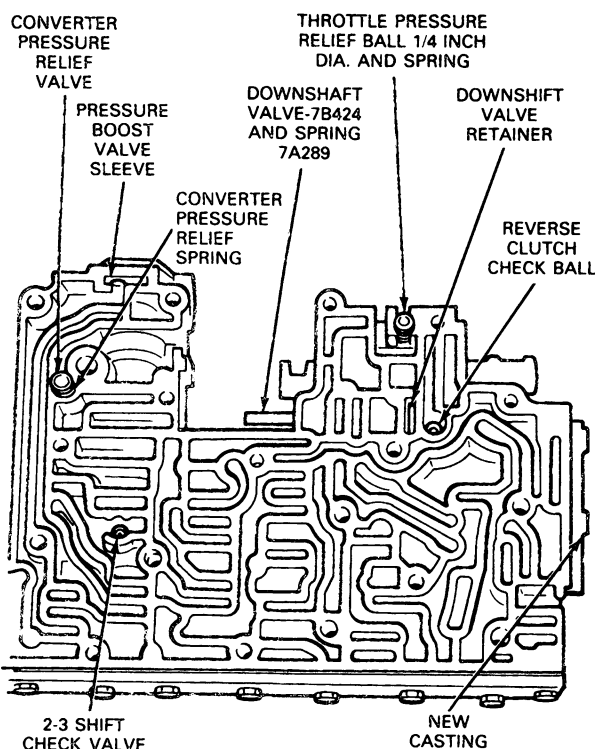 CONVERTER
PRESSURE
RELIEF
VALVE
THROTTLE PRESSURE
RELIEF BALL 1/4 INCH
DIA. AND SPRING
PRESSURE
BOOST
VALVE
SLEEVE
DOWNSHAFT
VALVE-7B424
AND SPRING
7A289
DOWNSHIFT
VALVE
RETAINER
CONVERTER
PRESSURE
RELIEF
SPRING
REVERSE
CLUTCH
CHECK BALL
2-3 SHIFT
CHECK VALVE
NEW
CASTING